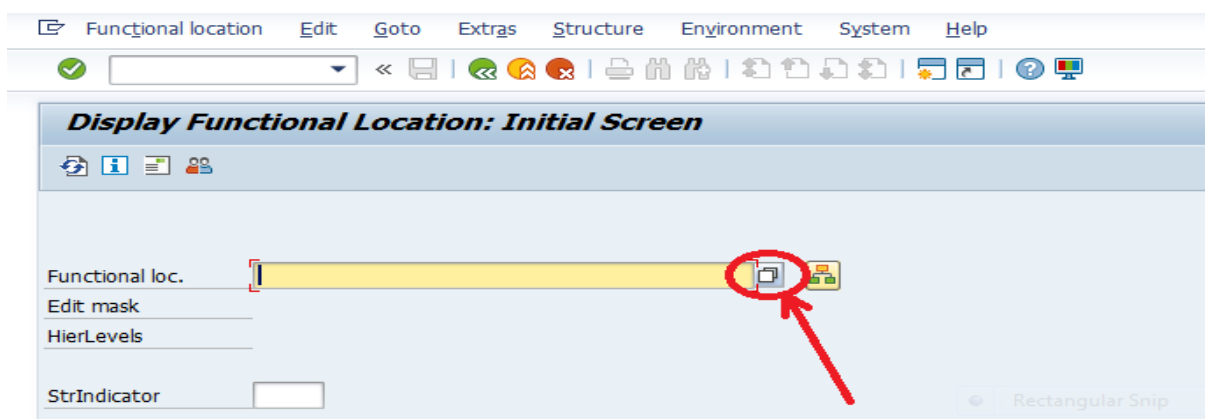 Functional location Edit Goto Extras Structure Environment System Help
Display Functional Location: Initial Screen
Functional loc.
Edit mask
HierLevels
StrIndicator
Rectangular Snip